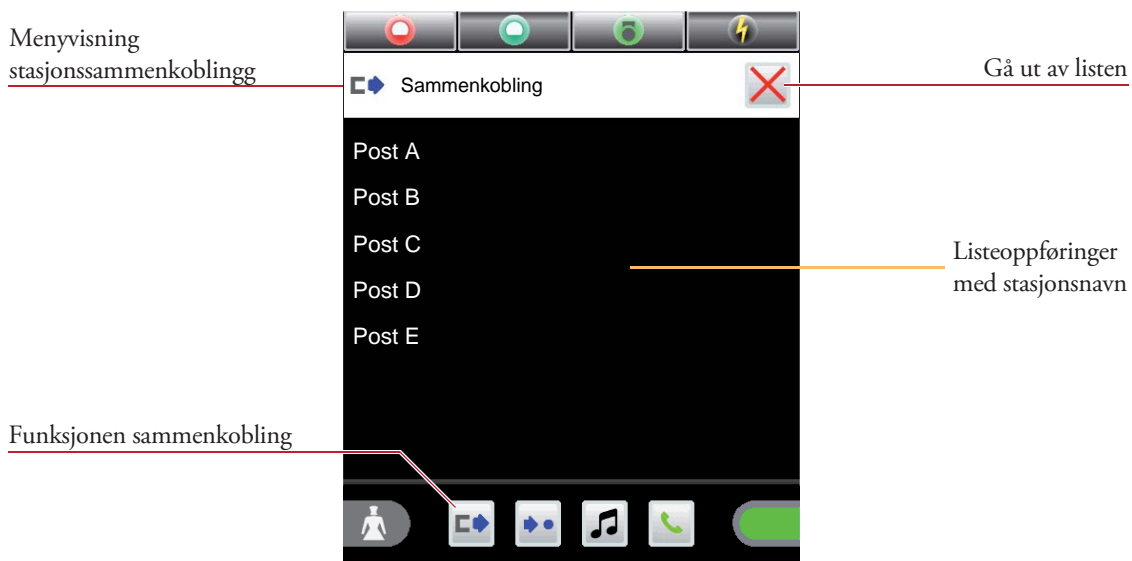 Menyvisning
stasjonssammenkoblingg
Sammenkobling
Gå ut av listen
Post A
Post B
Post C
Post D
Post E
Listeoppføringer
med stasjonsnavn
Funksjonen sammenkobling